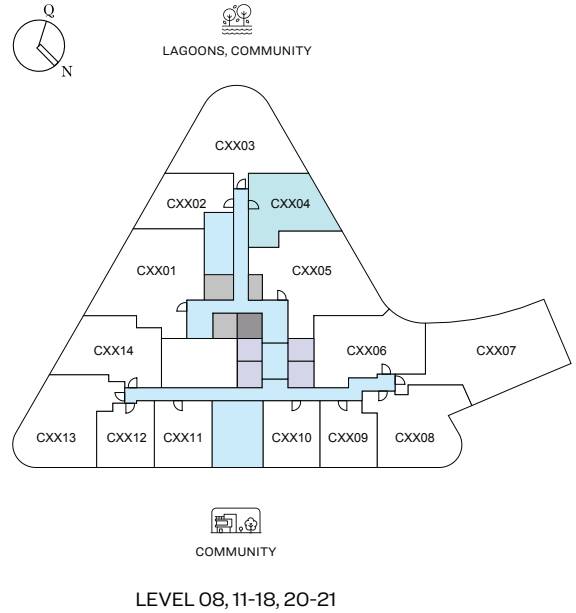 Q
N
LAGOONS, COMMUNITY
CXX03
CXX02
CXX04
CXX01
CXX05
CXX14
CXX06
CXX07
CXX13
CXX12
CXX11
CXX10
CXX09
CXX08
COMMUNITY
LEVEL 08, 11-18, 20-21